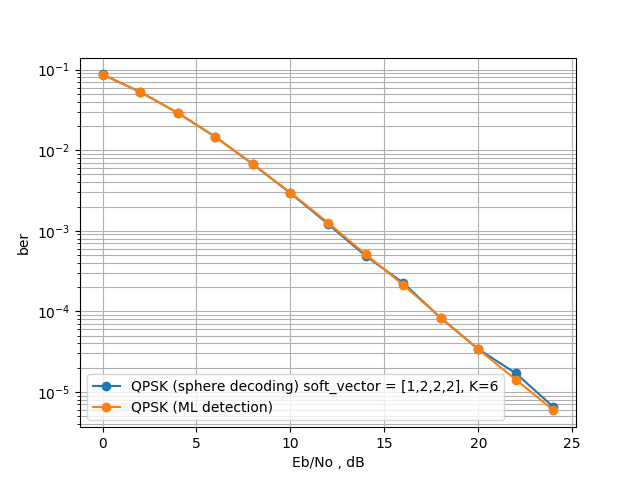 10⁻¹
10⁻²
10⁻³
10⁻⁴
10⁻⁵
ber
QPSK (sphere decoding) soft_vector = [1,2,2,2], K=6
QPSK (ML detection)
0 5 10 15 20 25
Eb/No , dB